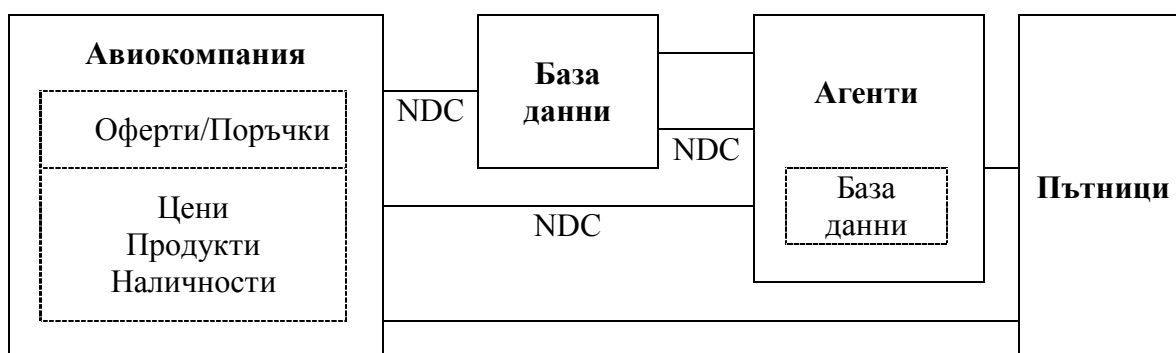 Авиокомпания
Оферти/Поръчки
Цени
Продукти
Наличности
NDC
База
данни
NDC
NDC
Агенти
База
данни
Пътници